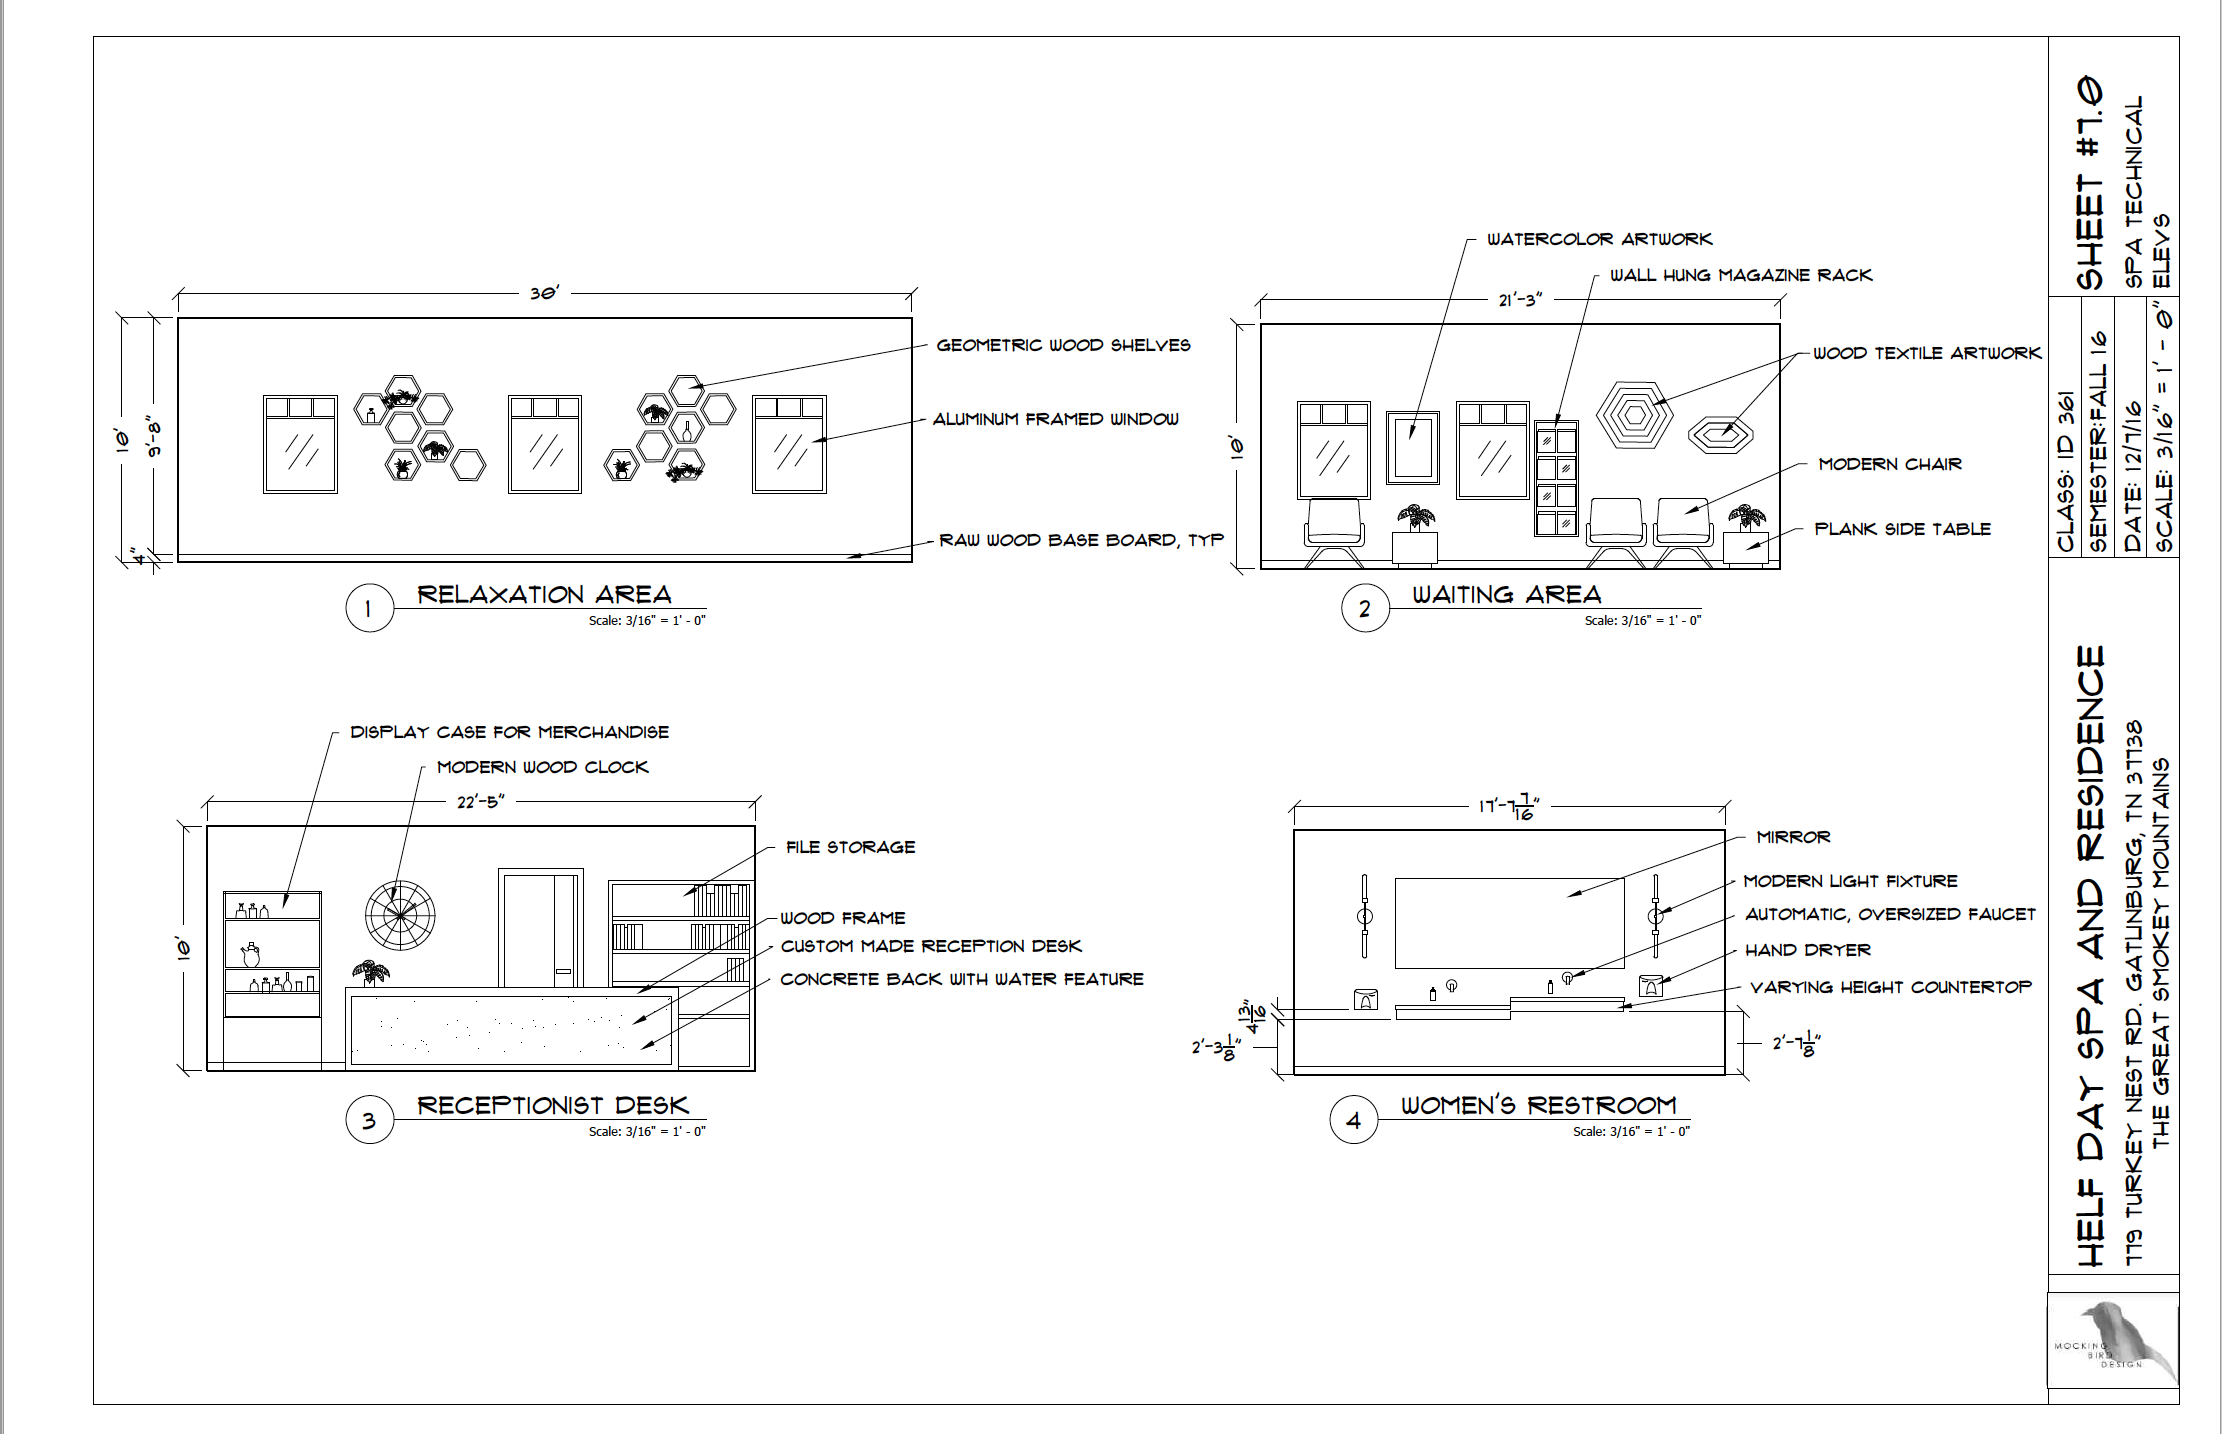 30'
10'
9'-8"
4"
GEOMETRIC WOOD SHELVES
ALUMINUM FRAMED WINDOW
RAW WOOD BASE BOARD, TYP
1 RELAXATION AREA
Scale: 3/16" = 1' - 0"
WATERCOLOR ARTWORK
WALL HUNG MAGAZINE RACK
21'-3"
10'
WOOD TEXTILE ARTWORK
MODERN CHAIR
PLANK SIDE TABLE
2 WAITING AREA
Scale: 3/16" = 1' - 0"
DISPLAY CASE FOR MERCHANDISE
MODERN WOOD CLOCK
22'-5"
10'
FILE STORAGE
WOOD FRAME
CUSTOM MADE RECEPTION DESK
CONCRETE BACK WITH WATER FEATURE
3 RECEPTIONIST DESK
Scale: 3/16" = 1' - 0"
17'-7 7/16"
MIRROR
MODERN LIGHT FIXTURE
AUTOMATIC, OVERSIZED FAUCET
HAND DRYER
VARYING HEIGHT COUNTERTOP
4 13/16"
2'-3 1/8"
2'-7 1/8"
4 WOMEN'S RESTROOM
Scale: 3/16" = 1' - 0"
SHEET #7.0
SPA TECHNICAL
ELEVS
CLASS: ID 361
SEMESTER:FALL 16
DATE: 12/7/16
SCALE: 3/16" = 1' - 0"
HELF DAY SPA AND RESIDENCE
779 TURKEY NEST RD. GATLINBURG, TN 37738
THE GREAT SMOKEY MOUNTAINS
MOCKING
BIRD
DESIGN